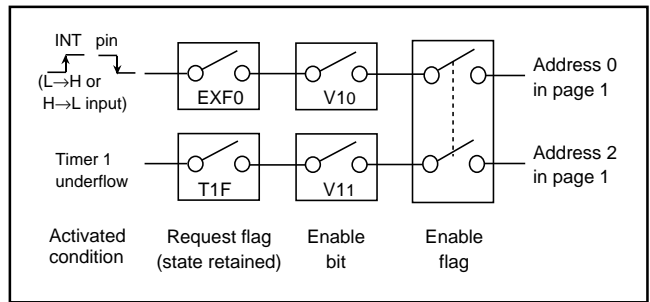 INT pin
(L→H or
H→L input)
EXF0
V10
Address 0
in page 1
Timer 1
underflow
T1F
V11
Address 2
in page 1
Activated
condition
Request flag
(state retained)
Enable
bit
Enable
flag